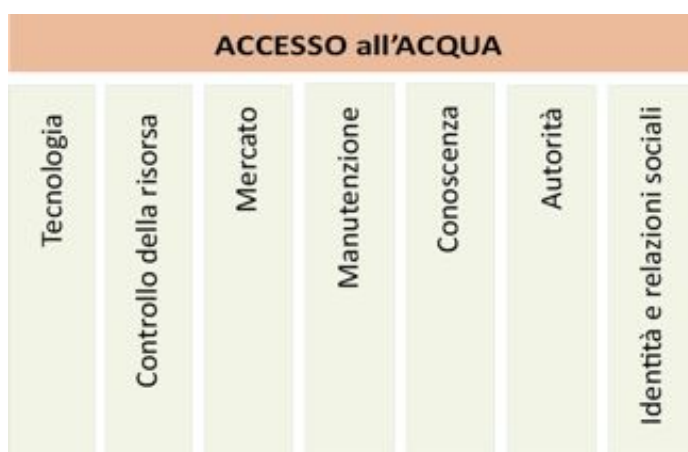 ACCESSO all'ACQUA
Tecnologia
Controllo della risorsa
Mercato
Manutenzione
Conoscenza
Autorità
Identità e relazioni sociali